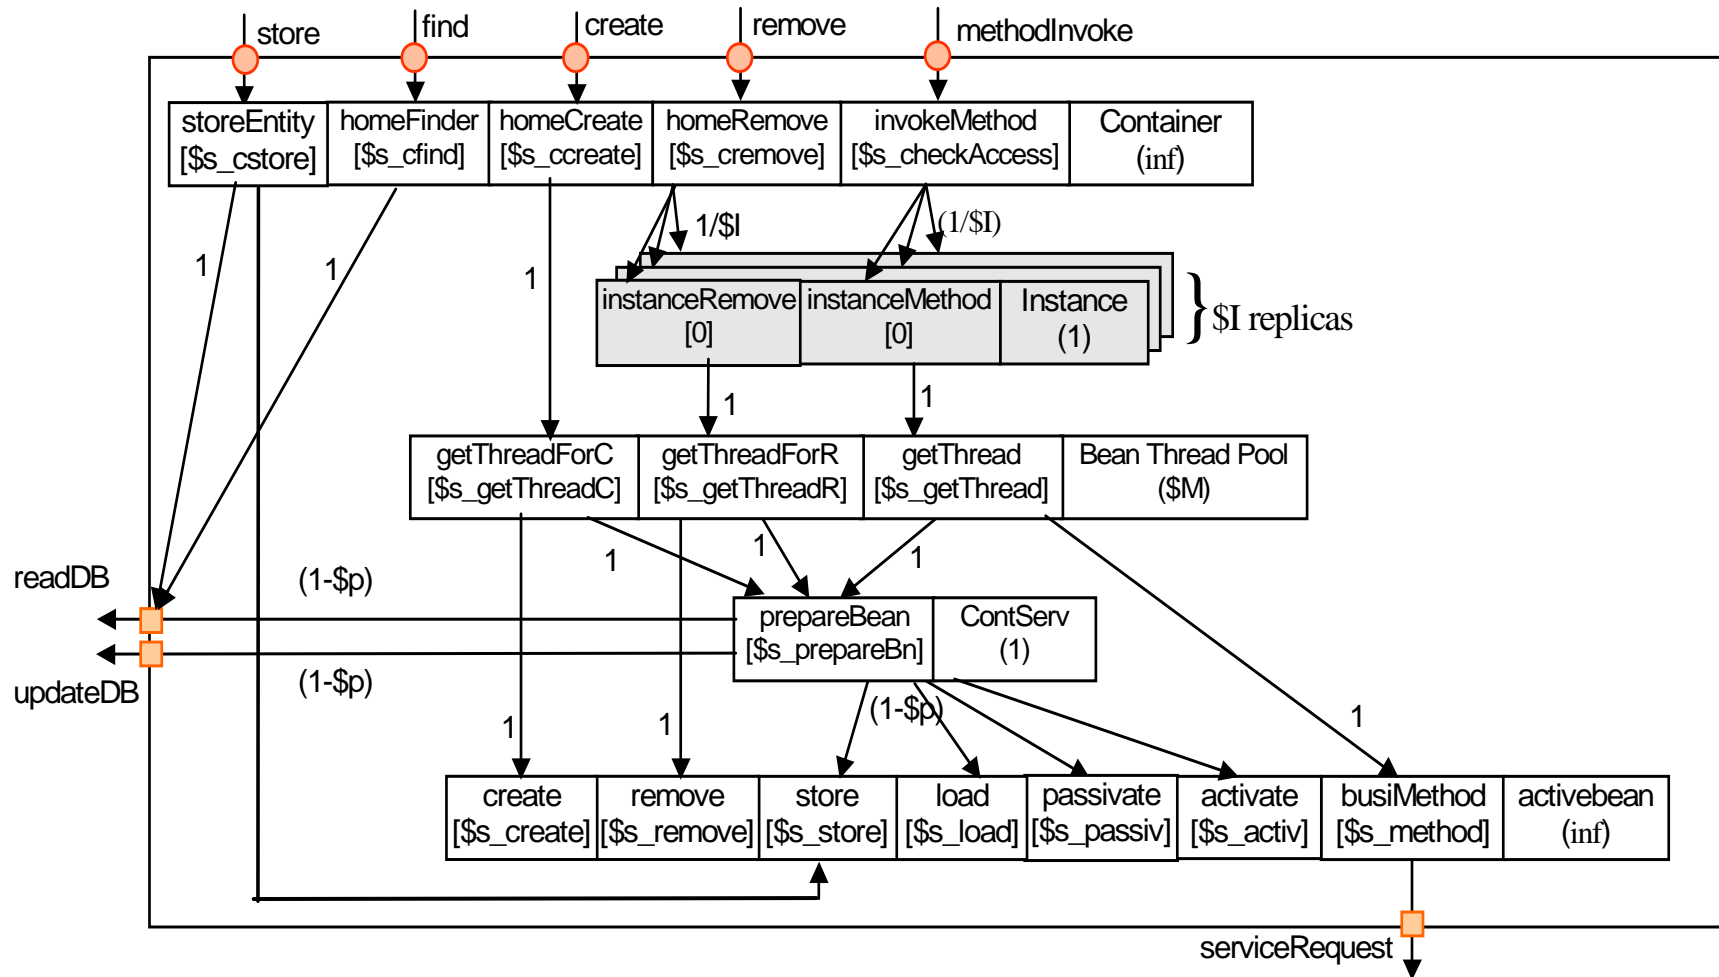 store
find
create
remove
methodInvoke
storeEntity
[$s_cstore]
homeFinder
[$s_cfind]
homeCreate
[$s_ccreate]
homeRemove
[$s_cremove]
invokeMethod
[$s_checkAccess]
Container
(inf)
1
1
1
1/$I
(1/$I)
instanceRemove
[0]
instanceMethod
[0]
Instance
(1)
} $I replicas
1
1
getThreadForC
[$s_getThreadC]
getThreadForR
[$s_getThreadR]
getThread
[$s_getThread]
Bean Thread Pool
($M)
1
1
1
readDB
(1-$p)
prepareBean
[$s_prepareBn]
ContServ
(1)
updateDB
(1-$p)
(1-$p)
1
1
1
create
[$s_create]
remove
[$s_remove]
store
[$s_store]
load
[$s_load]
passivate
[$s_passiv]
activate
[$s_activ]
busiMethod
[$s_method]
activebean
(inf)
serviceRequest